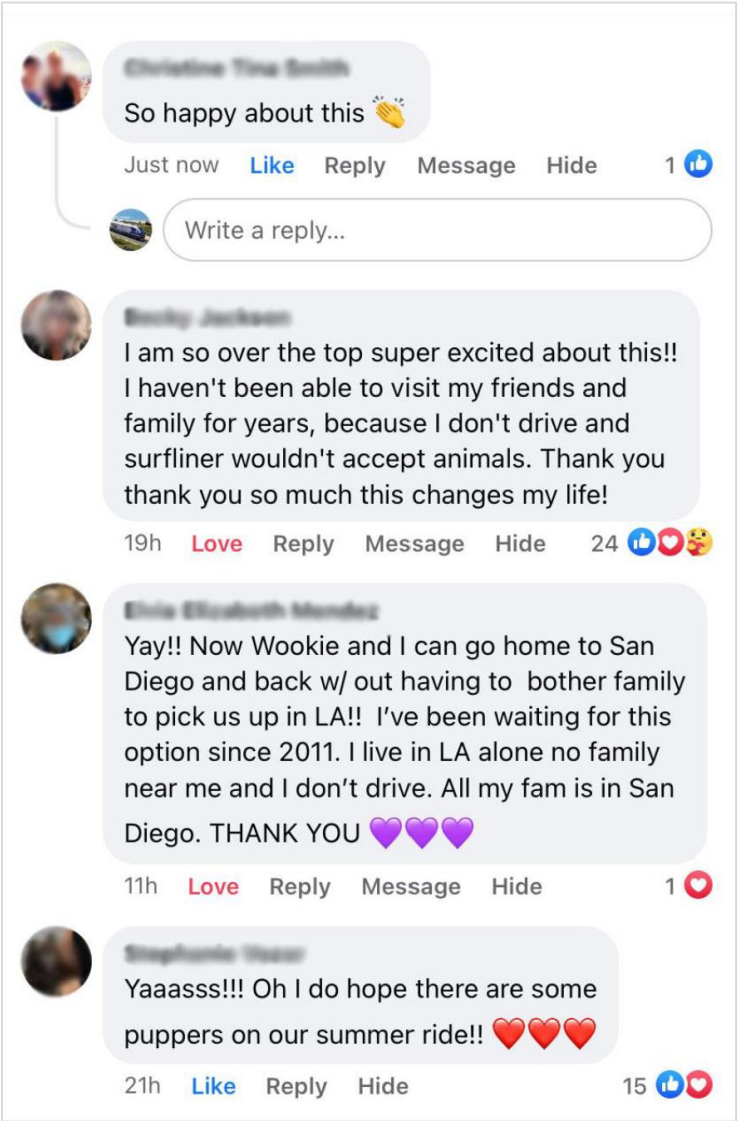 So happy about this 👏
Just now Like Reply Message Hide 1
Write a reply...
I am so over the top super excited about this!!
I haven't been able to visit my friends and
family for years, because I don't drive and
surfliner wouldn't accept animals. Thank you
thank you so much this changes my life!
19h Love Reply Message Hide 24
Yay!! Now Wookie and I can go home to San
Diego and back w/ out having to bother family
to pick us up in LA!! I’ve been waiting for this
option since 2011. I live in LA alone no family
near me and I don’t drive. All my fam is in San
Diego. THANK YOU 💜💜💜
11h Love Reply Message Hide 1
Yaaasss!!! Oh I do hope there are some
puppers on our summer ride!! ❤️❤️❤️
21h Like Reply Hide 15